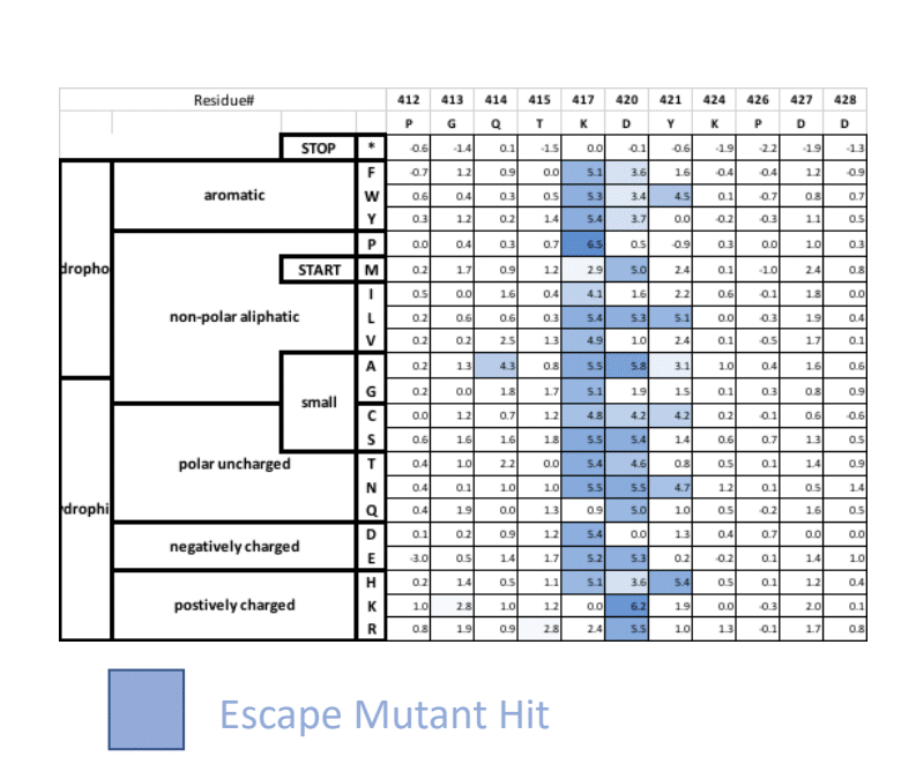 Residue# 412 413 414 415 417 420 421 424 426 427 428
P G Q T K D Y K P D D
STOP * -0.6 -1.4 0.1 -1.5 0.0 -0.1 -0.6 -1.9 -2.2 -1.9 -1.3
F -0.7 1.2 0.9 0.0 5.1 3.6 1.6 -0.4 -0.4 1.2 -0.9
aromatic W 0.6 0.4 0.3 0.5 5.3 3.4 4.5 0.1 -0.7 0.8 0.7
Y 0.3 1.2 0.2 1.4 5.4 3.7 0.0 -0.2 -0.3 1.1 0.5
P 0.0 0.4 0.3 0.7 6.5 0.5 -0.9 0.3 0.0 1.0 0.3
dropho START M 0.2 1.7 0.9 1.2 2.9 5.0 2.4 0.1 -1.0 2.4 0.8
I 0.5 0.0 1.6 0.4 4.1 1.6 2.2 0.6 -0.1 1.8 0.0
non-polar aliphatic L 0.2 0.6 0.6 0.3 5.4 5.3 5.1 0.0 -0.3 1.9 0.4
V 0.2 0.2 2.5 1.3 4.9 1.0 2.4 0.1 -0.5 1.7 0.1
A 0.2 1.3 4.3 0.8 5.5 5.8 3.1 1.0 0.4 1.6 0.6
small G 0.2 0.0 1.8 1.7 5.1 1.9 1.5 0.1 0.3 0.8 0.9
C 0.0 1.2 0.7 1.2 4.8 4.2 4.2 0.2 -0.1 0.6 -0.6
S 0.6 1.6 1.6 1.8 5.5 5.4 1.4 0.6 0.7 1.3 0.5
polar uncharged T 0.4 1.0 2.2 0.0 5.4 4.6 0.8 0.5 0.1 1.4 0.9
N 0.4 0.1 1.0 1.0 5.5 5.5 4.7 1.2 0.1 0.5 1.4
drophi Q 0.4 1.9 0.0 1.3 0.9 5.0 1.0 0.5 -0.2 1.6 0.5
negatively charged D 0.1 0.2 0.9 1.2 5.4 0.0 1.3 0.4 0.7 0.0 0.0
E -3.0 0.5 1.4 1.7 5.2 5.3 0.2 -0.2 0.1 1.4 1.0
H 0.2 1.4 0.5 1.1 5.1 3.6 5.4 0.5 0.1 1.2 0.4
postively charged K 1.0 2.8 1.0 1.2 0.0 6.2 1.9 0.0 -0.3 2.0 0.1
R 0.8 1.9 0.9 2.8 2.4 5.5 1.0 1.3 -0.1 1.7 0.8
Escape Mutant Hit